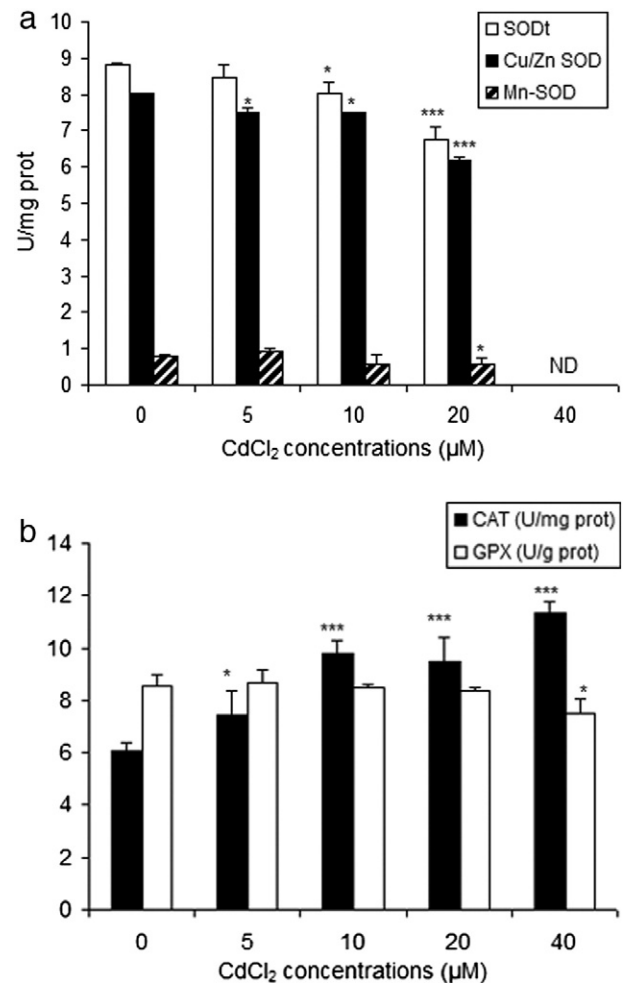 a
SODt
Cu/Zn SOD
Mn-SOD
U/mg prot
10
9
8
7
6
5
4
3
2
1
0
*
*
*
***
***
*
ND
0 5 10 20 40
CdCl₂ concentrations (µM)
b
CAT (U/mg prot)
GPX (U/g prot)
14
12
10
8
6
4
2
0
*
***
***
***
*
0 5 10 20 40
CdCl₂ concentrations (µM)